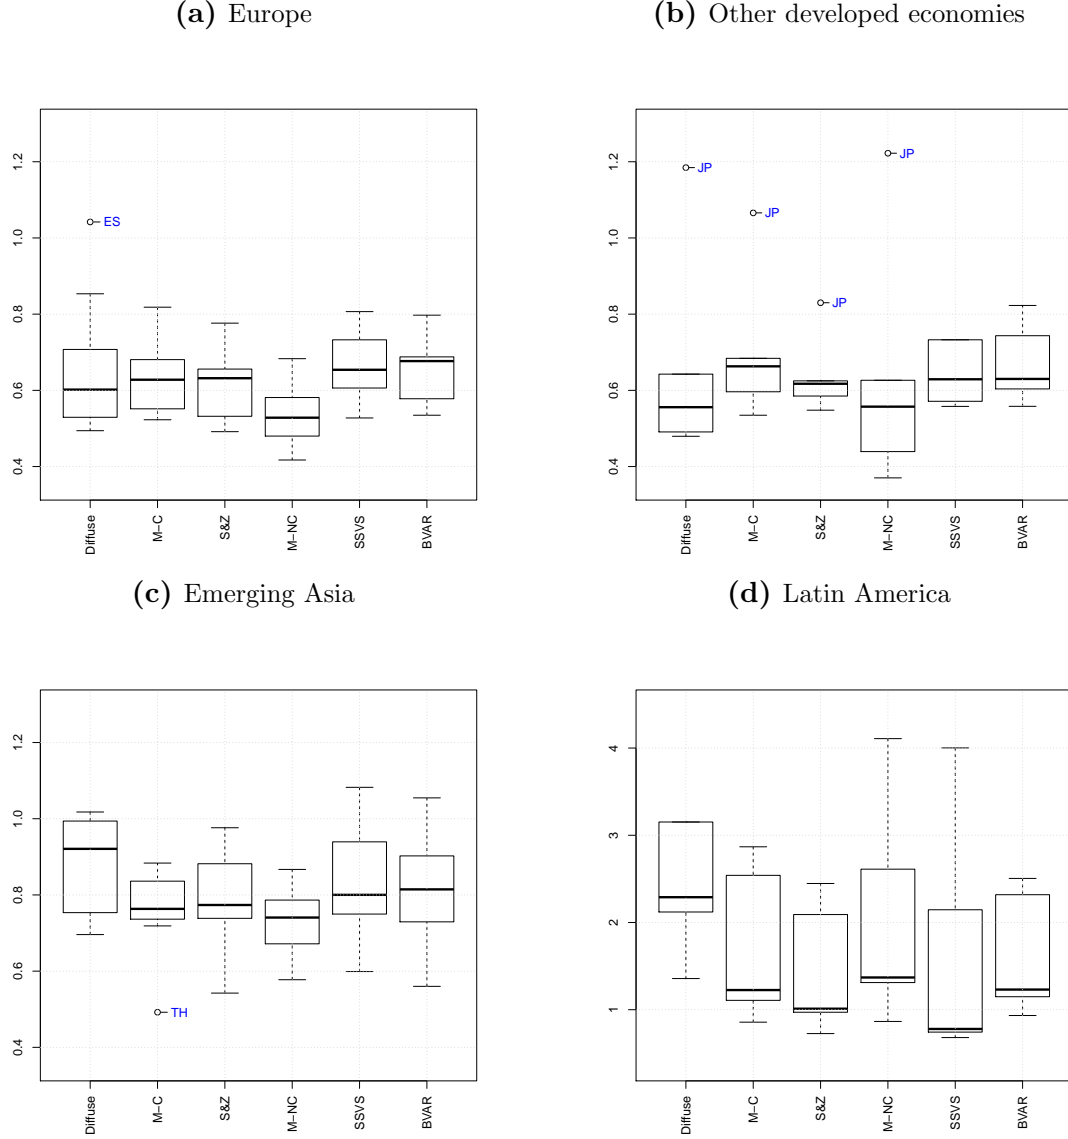 (a) Europe
(b) Other developed economies
1.2
1.0
0.8
0.6
0.4
ES
Diffuse
M−C
S&Z
M−NC
SSVS
BVAR
1.2
1.0
0.8
0.6
0.4
JP
JP
JP
JP
Diffuse
M−C
S&Z
M−NC
SSVS
BVAR
(c) Emerging Asia
(d) Latin America
1.2
1.0
0.8
0.6
0.4
TH
Diffuse
M−C
S&Z
M−NC
SSVS
BVAR
4
3
2
1
Diffuse
M−C
S&Z
M−NC
SSVS
BVAR